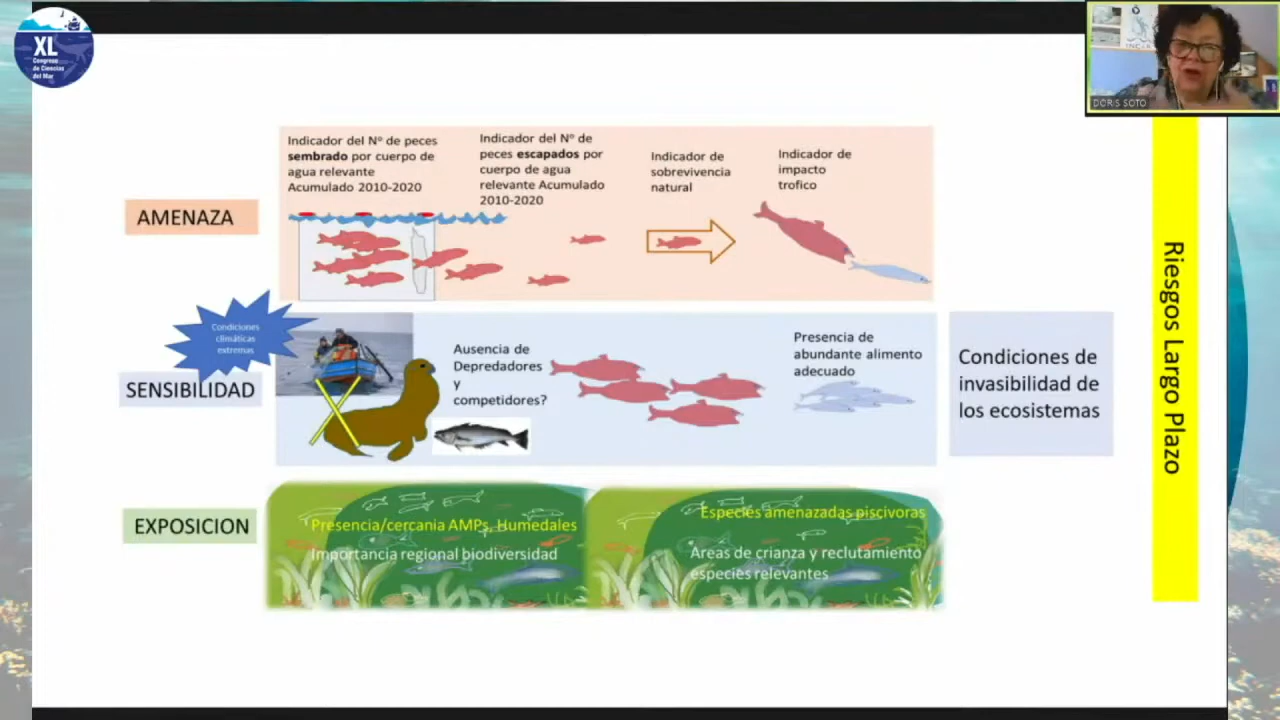 XL
Congreso
de Ciencias
del Mar
DORIS SOTO
Indicador del Nº de peces
sembrado por cuerpo de
agua relevante
Acumulado 2010-2020
Indicador del Nº de
peces escapados por
cuerpo de agua
relevante Acumulado
2010-2020
Indicador de
sobrevivencia
natural
Indicador de
impacto
trofico
AMENAZA
Condiciones
climáticas
extremas
SENSIBILIDAD
Ausencia de
Depredadores
y
competidores?
Presencia de
abundante alimento
adecuado
Condiciones de
invasibilidad de
los ecosistemas
EXPOSICION
Presencia/cercania AMPs, Humedales
Importancia regional biodiversidad
Especies amenazadas piscivoras
Areas de crianza y reclutamiento
especies relevantes
Riesgos Largo Plazo